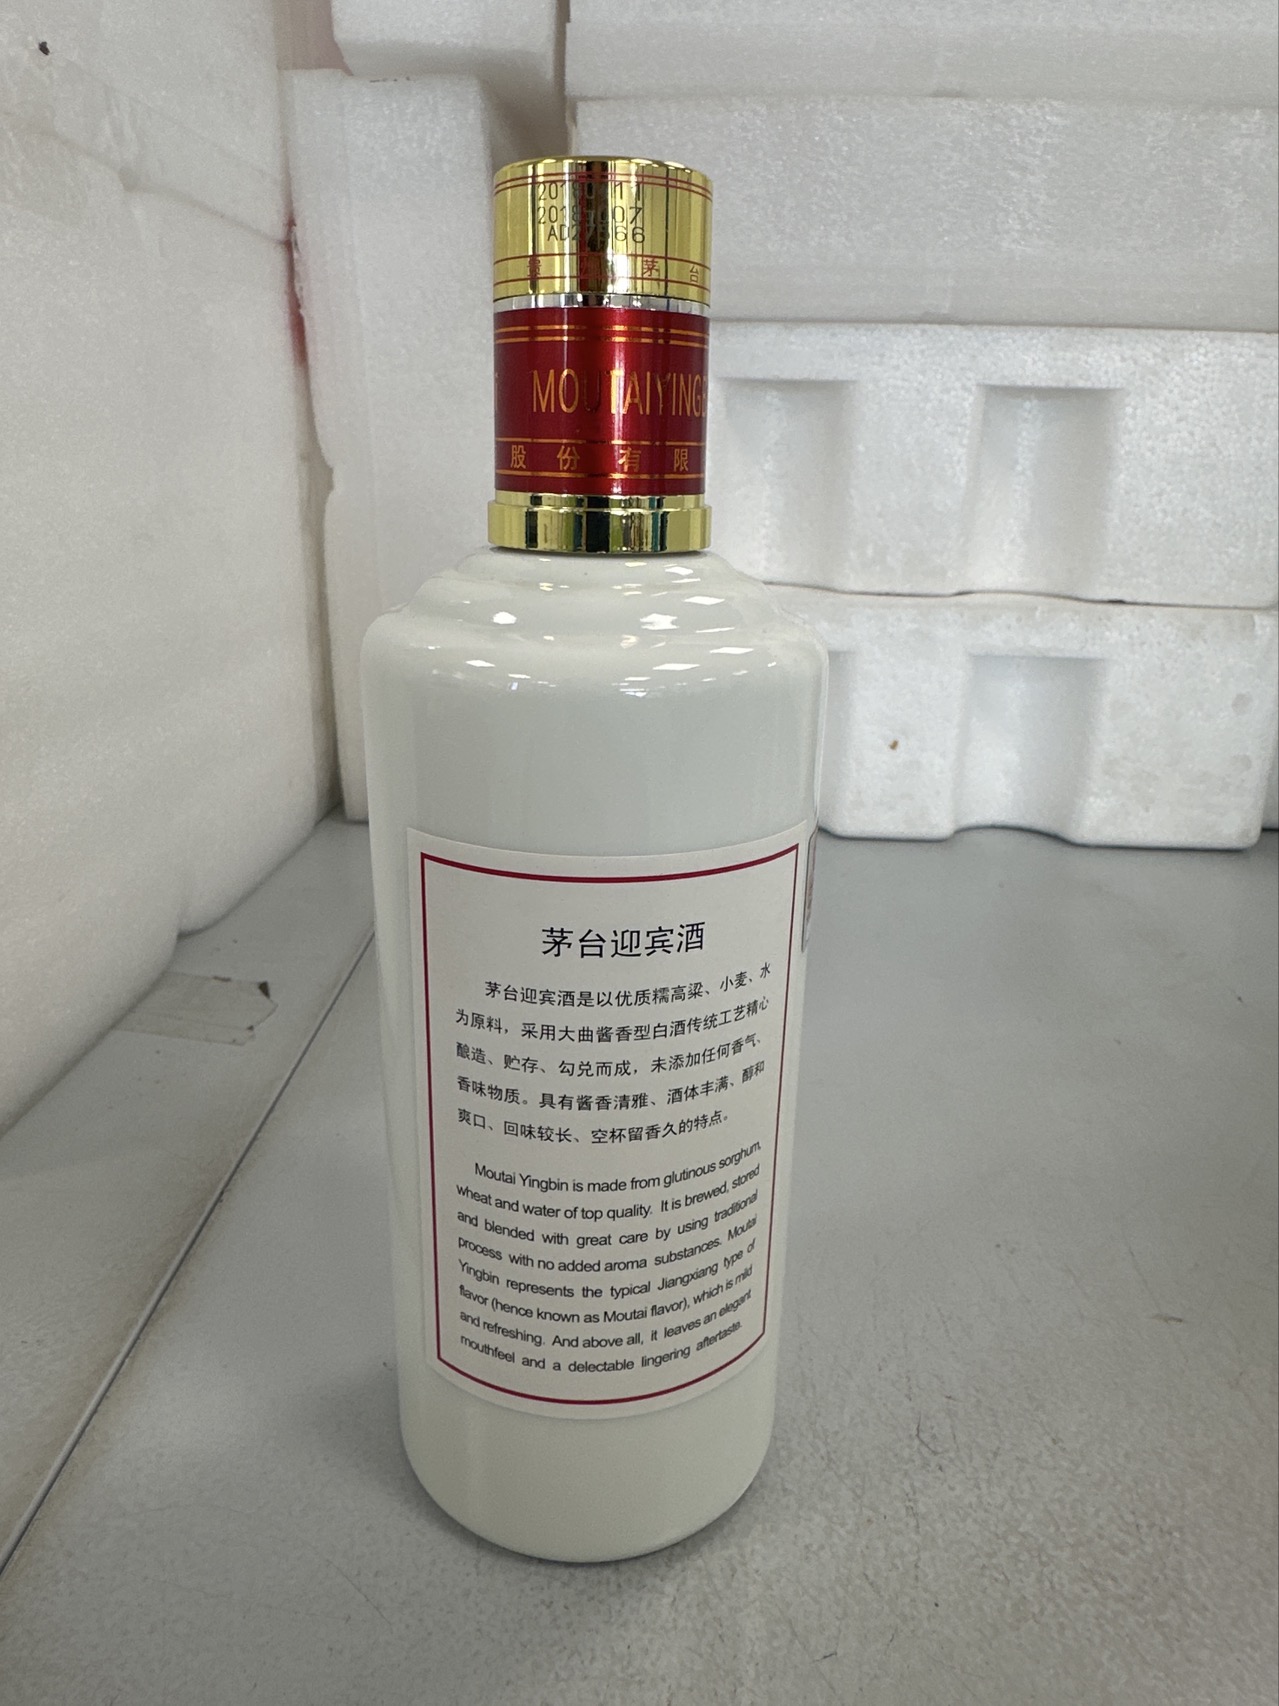 MOUTAIYING
股份有限
茅台迎宾酒
茅台迎宾酒是以优质糯高粱、小麦、水
为原料，采用大曲酱香型白酒传统工艺精心
酿造、贮存、勾兑而成，未添加任何香气、
香味物质。具有酱香清雅、酒体丰满、醇和
爽口、回味较长、空杯留香久的特点。
Moutai Yingbin is made from glutinous sorghum,
wheat and water of top quality. It is brewed, stored
and blended with great care by using traditional
process with no added aroma substances. Moutai
Yingbin represents the typical Jiangxiang type of
flavor (hence known as Moutai flavor), which is mild
and refreshing. And above all, it leaves an elegant
mouthfeel and a delectable lingering aftertaste.